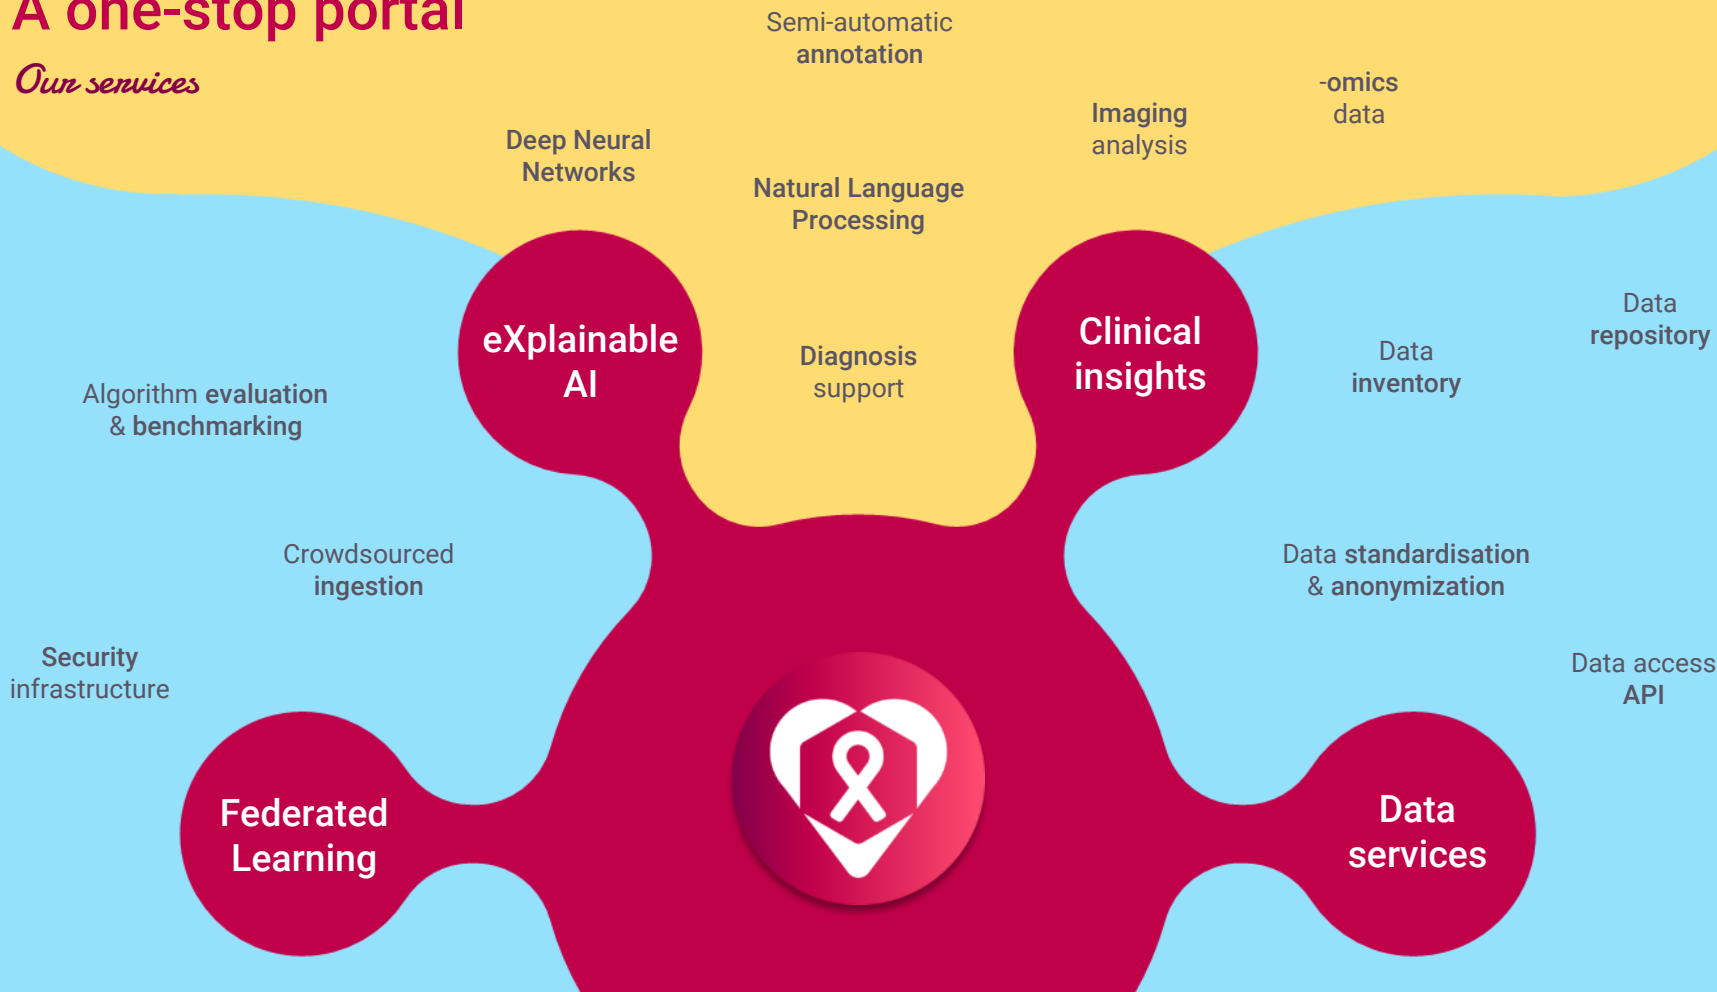 A one-stop portal
Our services
Semi-automatic
annotation
-omics
data
Imaging
analysis
Deep Neural
Networks
Natural Language
Processing
eXplainable
AI
Diagnosis
support
Clinical
insights
Data
repository
Data
inventory
Algorithm evaluation
& benchmarking
Crowdsourced
ingestion
Data standardisation
& anonymization
Security
infrastructure
Data access
API
Federated
Learning
Data
services